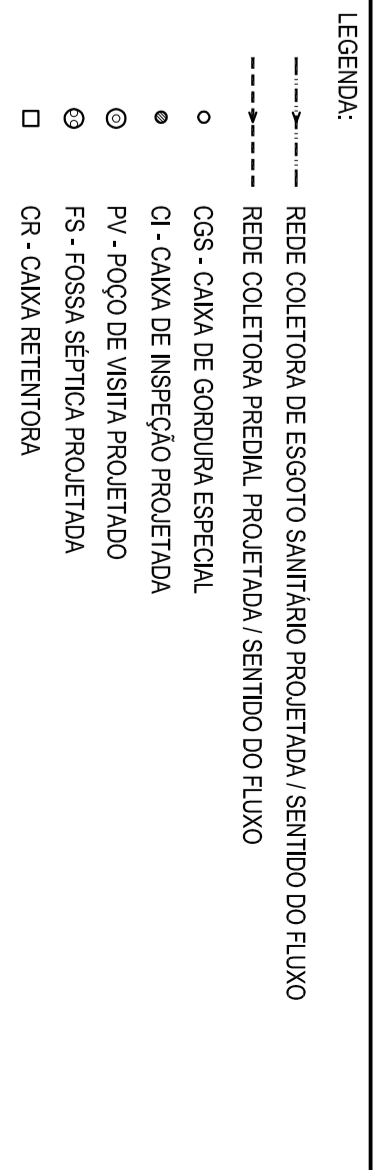 LEGENDA:
REDE COLETORA DE ESGOTO SANITÁRIO PROJETADA / SENTIDO DO FLUXO
REDE COLETORA PREDIAL PROJETADA / SENTIDO DO FLUXO
CGS - CAIXA DE GORDURA ESPECIAL
CI - CAIXA DE INSPEÇÃO PROJETADA
PV - POÇO DE VISITA PROJETADO
FS - FOSSA SÉPTICA PROJETADA
CR - CAIXA RETENTORA